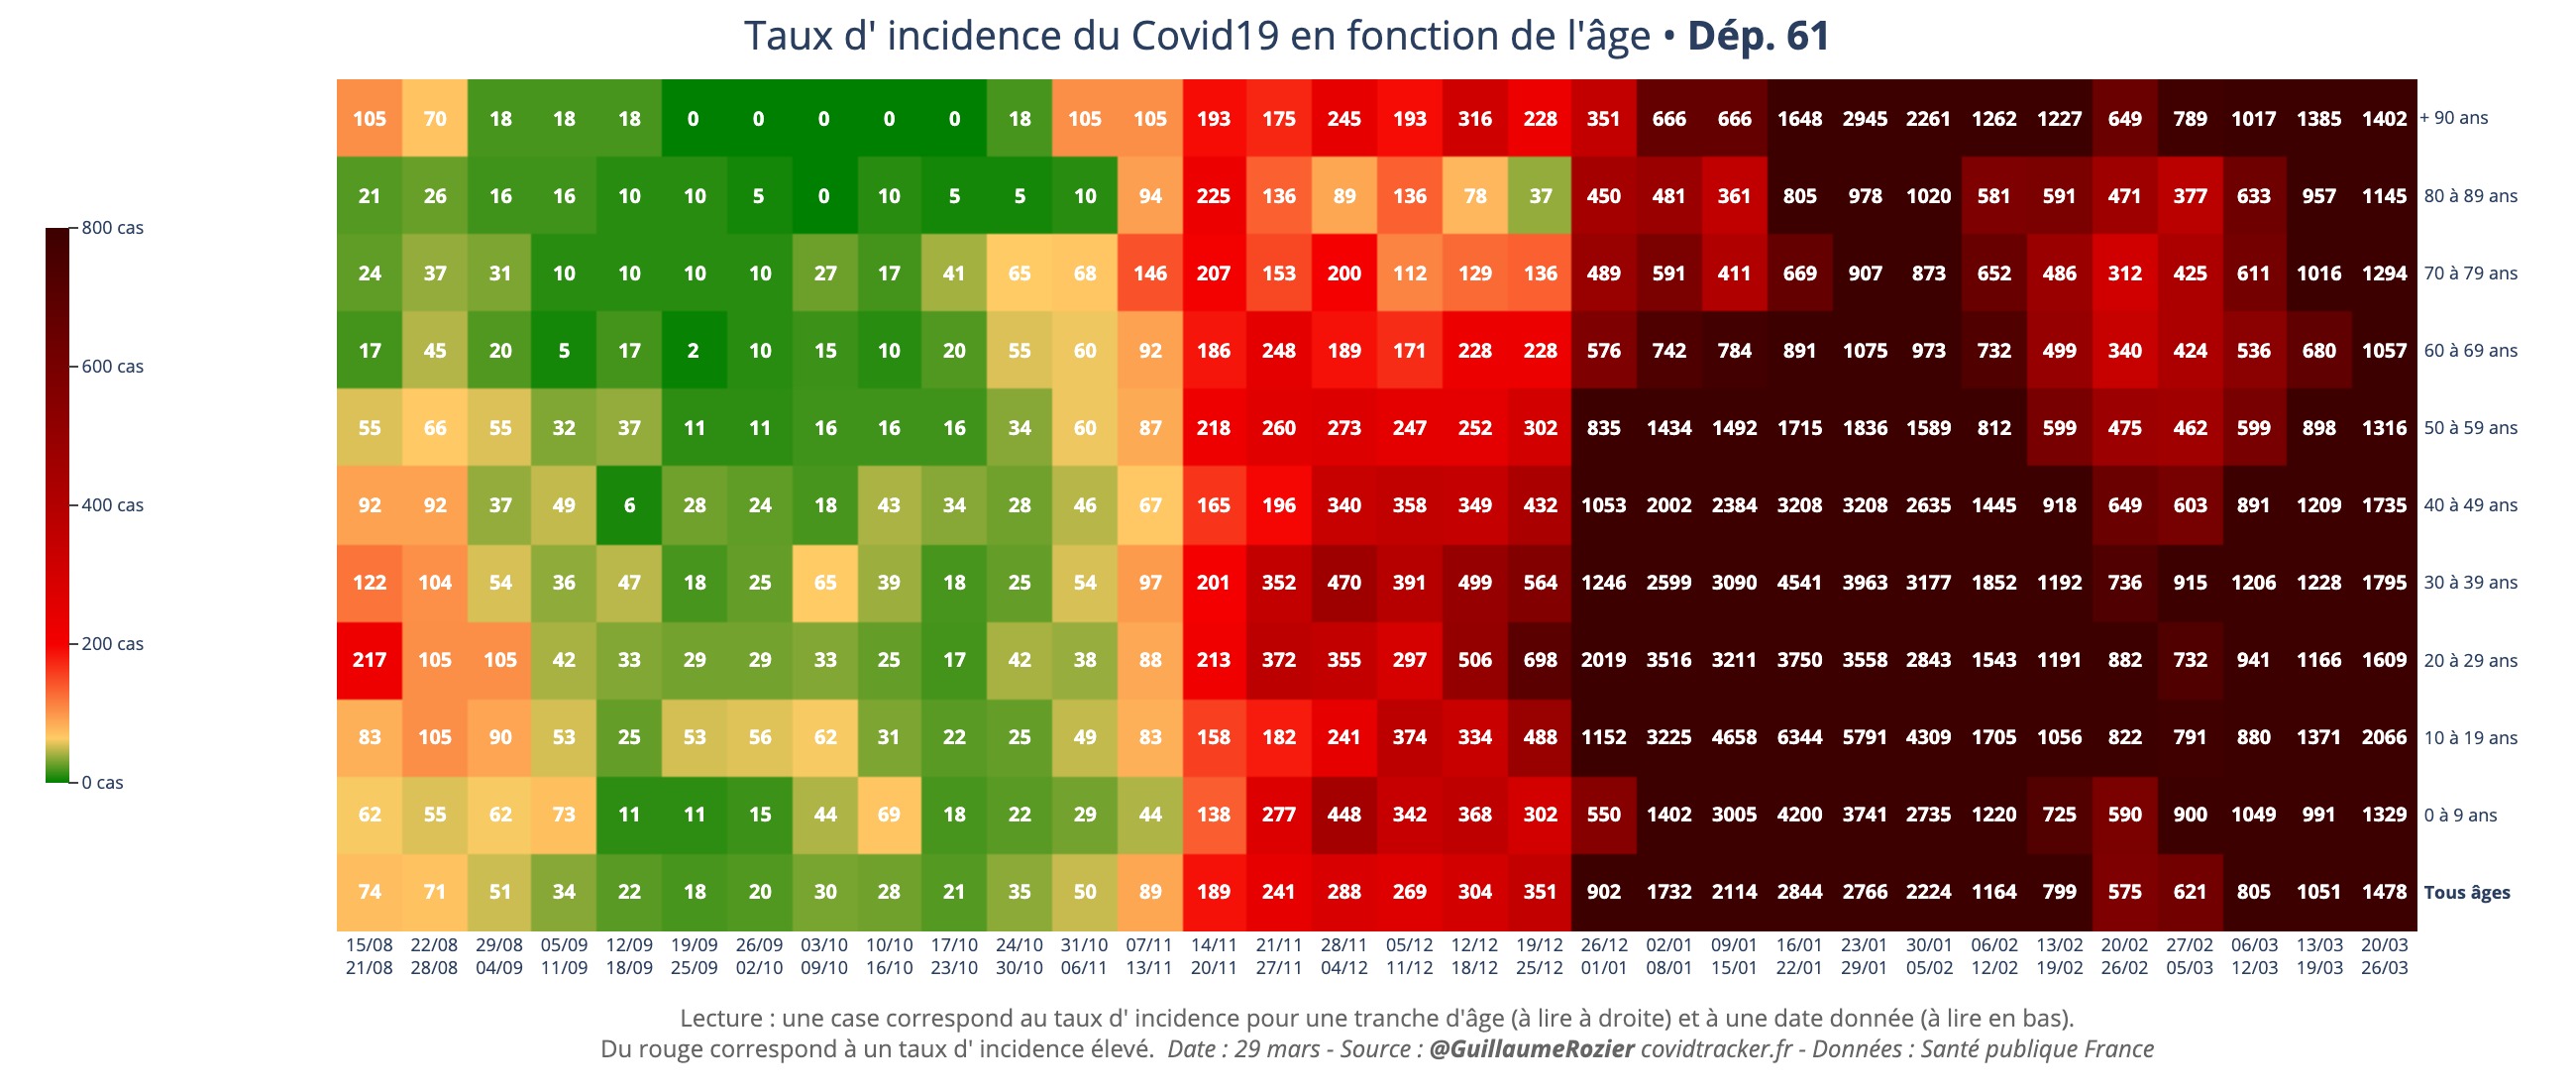 Taux d' incidence du Covid19 en fonction de l'âge • Dép. 61
105 70 18 18 18 0 0 0 0 0 18 105 105 193 175 245 193 316 228 351 666 666 1648 2945 2261 1262 1227 649 789 1017 1385 1402 + 90 ans
21 26 16 16 10 10 5 0 10 5 5 10 94 225 136 89 136 78 37 450 481 361 805 978 1020 581 591 471 377 633 957 1145 80 à 89 ans
800 cas
24 37 31 10 10 10 10 27 17 41 65 68 146 207 153 200 112 129 136 489 591 411 669 907 873 652 486 312 425 611 1016 1294 70 à 79 ans
17 45 20 5 17 2 10 15 10 20 55 60 92 186 248 189 171 228 228 576 742 784 891 1075 973 732 499 340 424 536 680 1057 60 à 69 ans
600 cas
55 66 55 32 37 11 11 16 16 16 34 60 87 218 260 273 247 252 302 835 1434 1492 1715 1836 1589 812 599 475 462 599 898 1316 50 à 59 ans
400 cas
92 92 37 49 6 28 24 18 43 34 28 46 67 165 196 340 358 349 432 1053 2002 2384 3208 3208 2635 1445 918 649 603 891 1209 1735 40 à 49 ans
122 104 54 36 47 18 25 65 39 18 25 54 97 201 352 470 391 499 564 1246 2599 3090 4541 3963 3177 1852 1192 736 915 1206 1228 1795 30 à 39 ans
200 cas
217 105 105 42 33 29 29 33 25 17 42 38 88 213 372 355 297 506 698 2019 3516 3211 3750 3558 2843 1543 1191 882 732 941 1166 1609 20 à 29 ans
83 105 90 53 25 53 56 62 31 22 25 49 83 158 182 241 374 334 488 1152 3225 4658 6344 5791 4309 1705 1056 822 791 880 1371 2066 10 à 19 ans
0 cas
62 55 62 73 11 11 15 44 69 18 22 29 44 138 277 448 342 368 302 550 1402 3005 4200 3741 2735 1220 725 590 900 1049 991 1329 0 à 9 ans
74 71 51 34 22 18 20 30 28 21 35 50 89 189 241 288 269 304 351 902 1732 2114 2844 2766 2224 1164 799 575 621 805 1051 1478 Tous âges
15/08 22/08 29/08 05/09 12/09 19/09 26/09 03/10 10/10 17/10 24/10 31/10 07/11 14/11 21/11 28/11 05/12 12/12 19/12 26/12 02/01 09/01 16/01 23/01 30/01 06/02 13/02 20/02 27/02 06/03 13/03 20/03
21/08 28/08 04/09 11/09 18/09 25/09 02/10 09/10 16/10 23/10 30/10 06/11 13/11 20/11 27/11 04/12 11/12 18/12 25/12 01/01 08/01 15/01 22/01 29/01 05/02 12/02 19/02 26/02 05/03 12/03 19/03 26/03
Lecture : une case correspond au taux d' incidence pour une tranche d'âge (à lire à droite) et à une date donnée (à lire en bas).
Du rouge correspond à un taux d' incidence élevé. Date : 29 mars - Source : @GuillaumeRozier covidtracker.fr - Données : Santé publique France